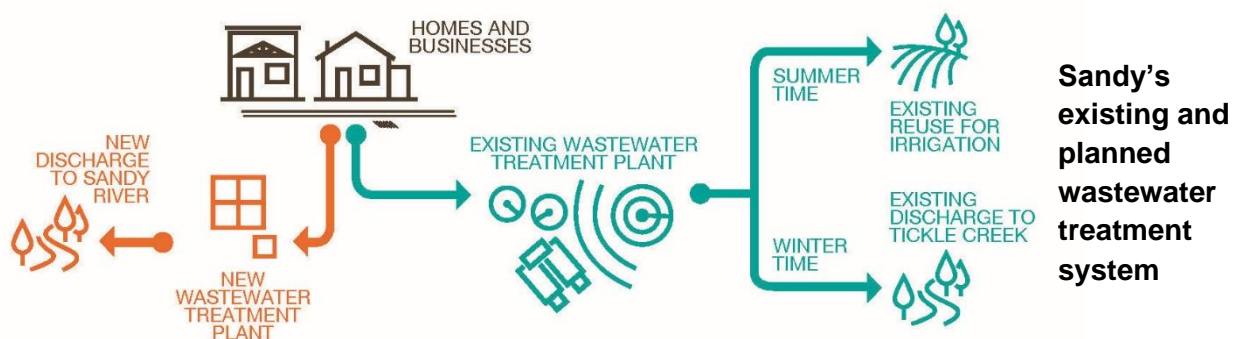 HOMES AND
BUSINESSES
NEW
DISCHARGE
TO SANDY
RIVER
NEW
WASTEWATER
TREATMENT
PLANT
EXISTING WASTEWATER
TREATMENT PLANT
SUMMER
TIME
EXISTING
REUSE FOR
IRRIGATION
WINTER
TIME
EXISTING
DISCHARGE TO
TICKLE CREEK
Sandy’s
existing and
planned
wastewater
treatment
system